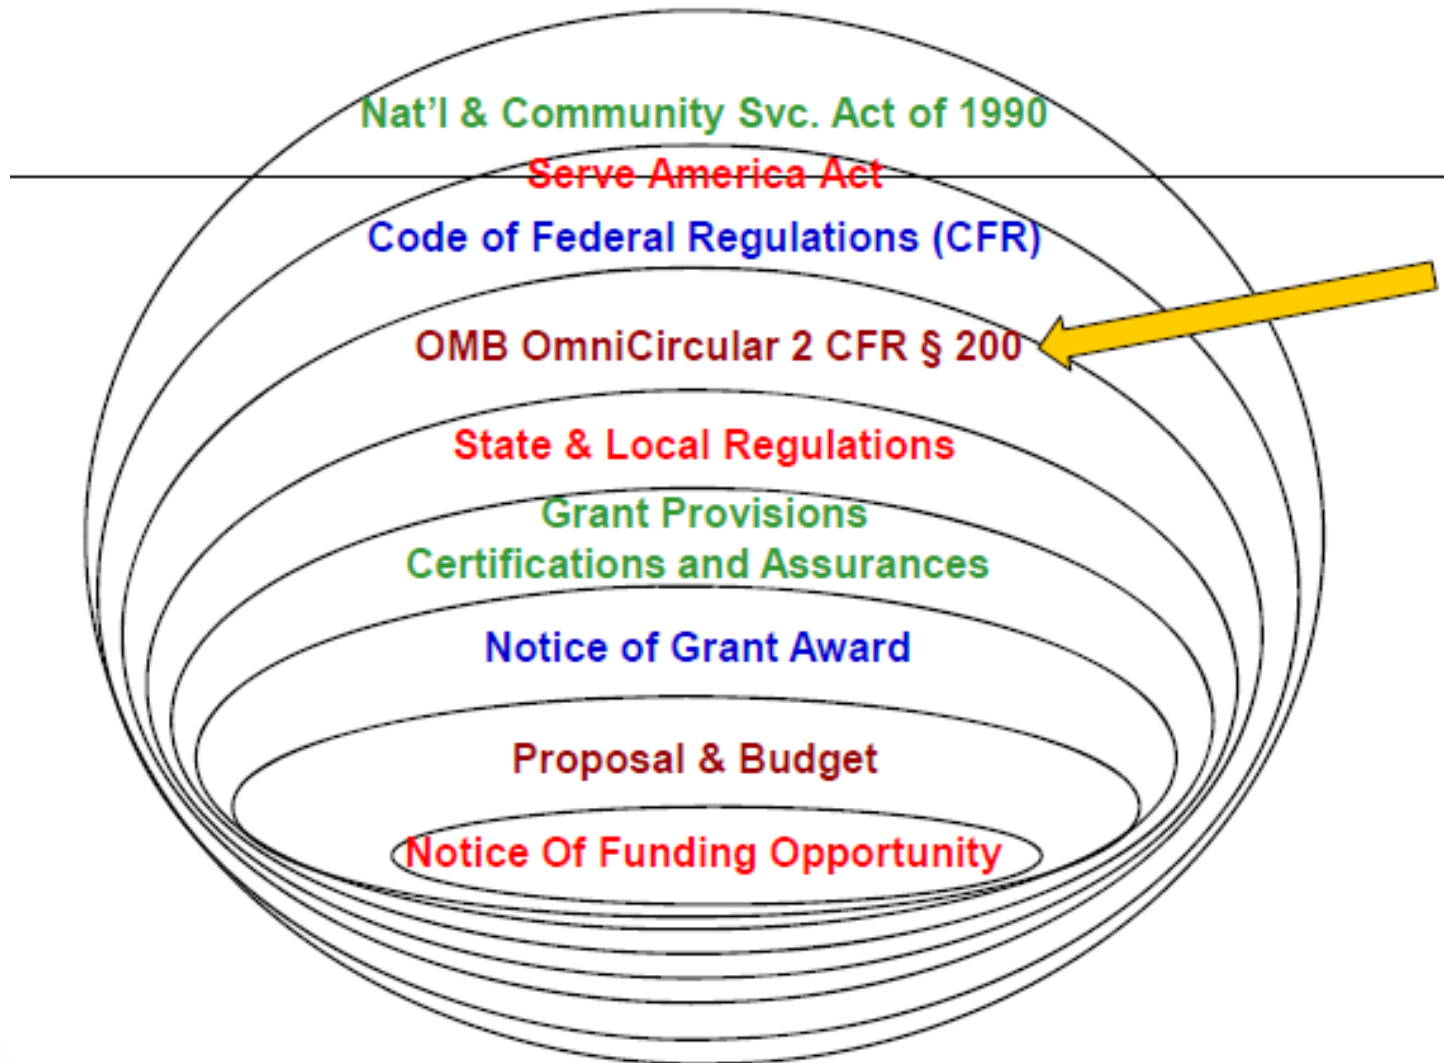 Nat'l & Community Svc. Act of 1990
Serve America Act
Code of Federal Regulations (CFR)
OMB OmniCircular 2 CFR § 200
State & Local Regulations
Grant Provisions
Certifications and Assurances
Notice of Grant Award
Proposal & Budget
Notice Of Funding Opportunity